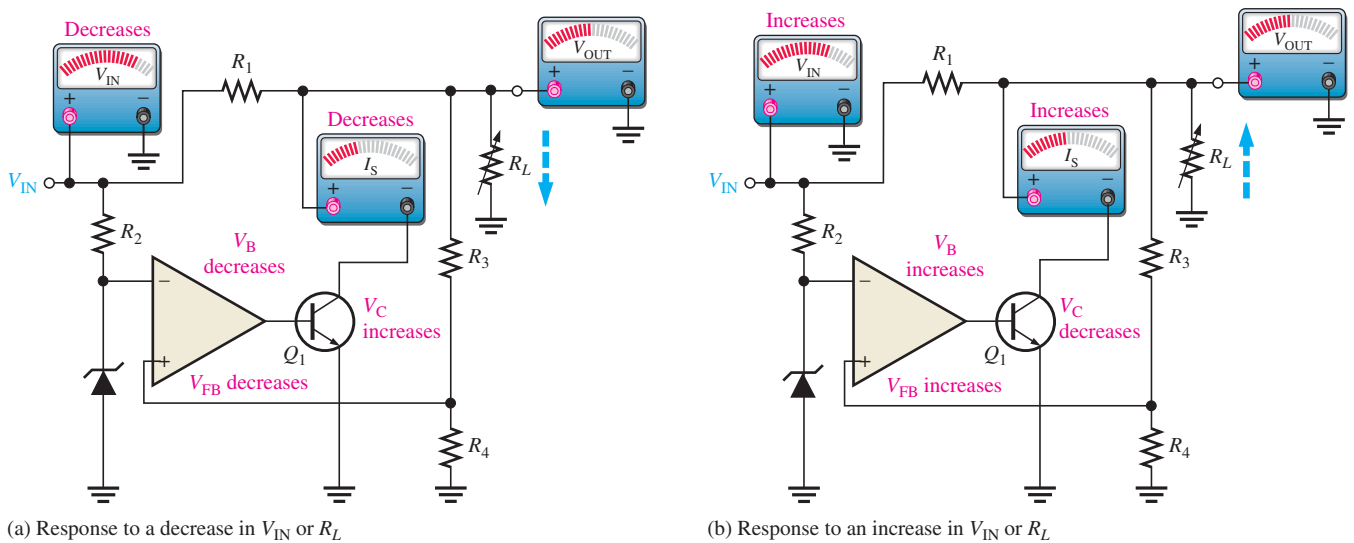 Decreases
V_IN
+ −
R_1
V_OUT
+ −
Decreases
I_S
+ −
R_L
V_IN
R_2
V_B
decreases
R_3
−
V_C
increases
+
Q_1
V_FB decreases
R_4
(a) Response to a decrease in V_IN or R_L
Increases
V_IN
+ −
R_1
V_OUT
+ −
Increases
I_S
+ −
R_L
V_IN
R_2
V_B
increases
R_3
−
V_C
decreases
+
Q_1
V_FB increases
R_4
(b) Response to an increase in V_IN or R_L